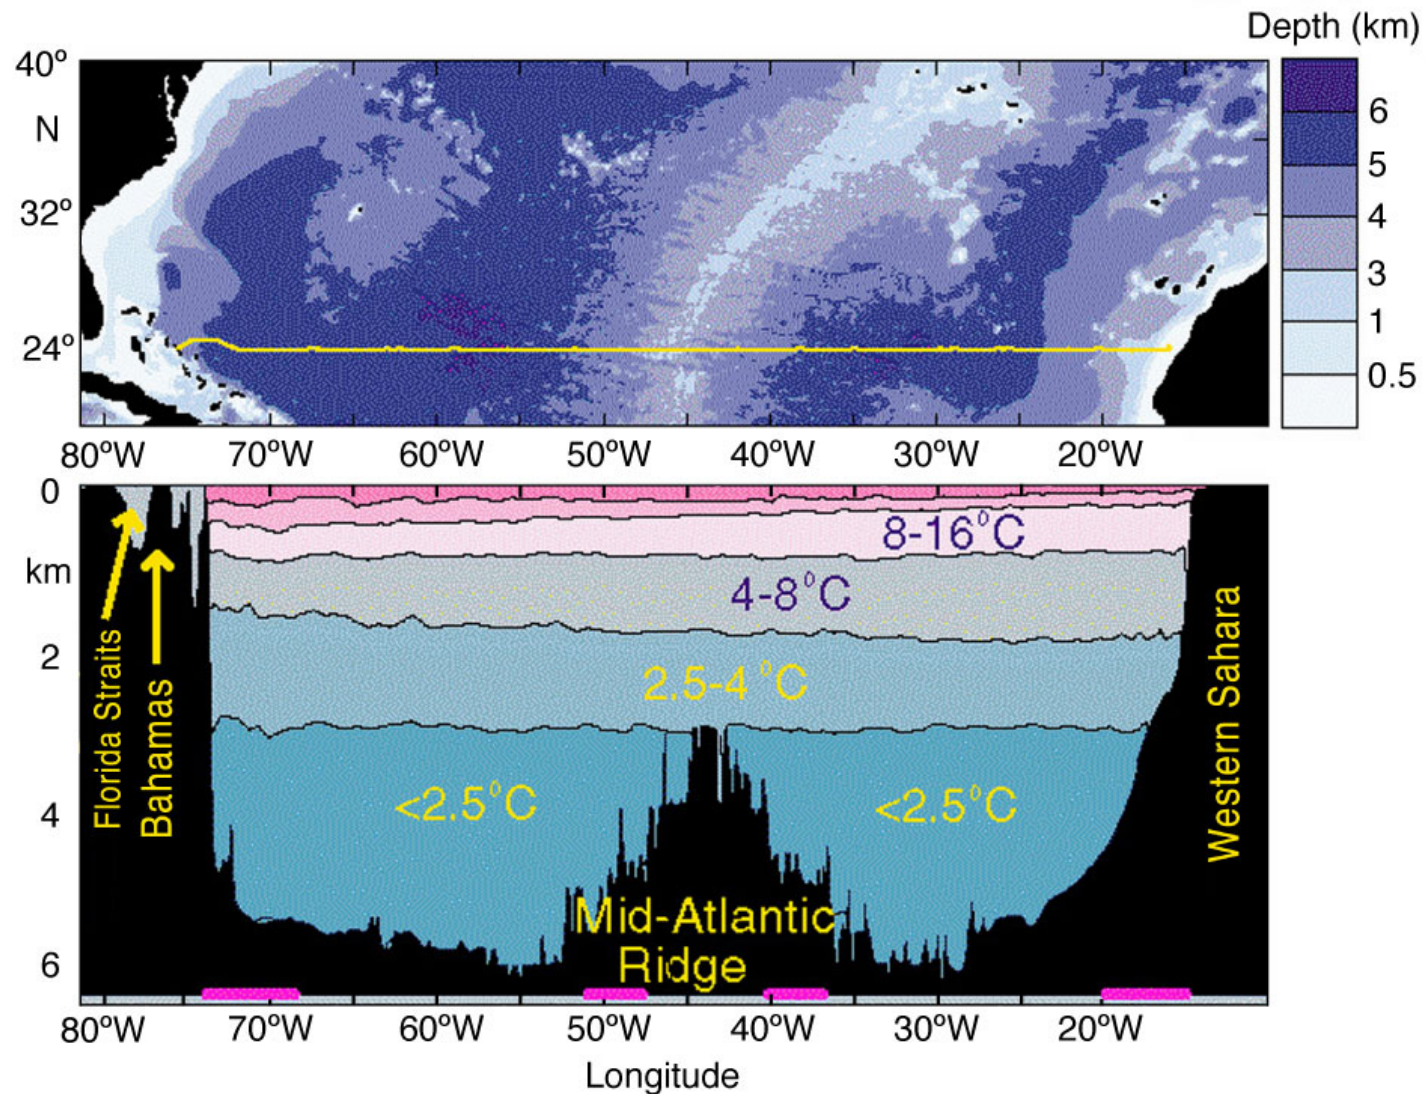 Depth (km)
40º
N
32º
24º
6
5
4
3
1
0.5
80ºW 70ºW 60ºW 50ºW 40ºW 30ºW 20ºW
0
km
2
4
6
8-16°C
4-8°C
2.5-4 °C
<2.5°C <2.5°C
Florida Straits
Bahamas
Western Sahara
Mid-Atlantic
Ridge
80ºW 70ºW 60ºW 50ºW 40ºW 30ºW 20ºW
Longitude